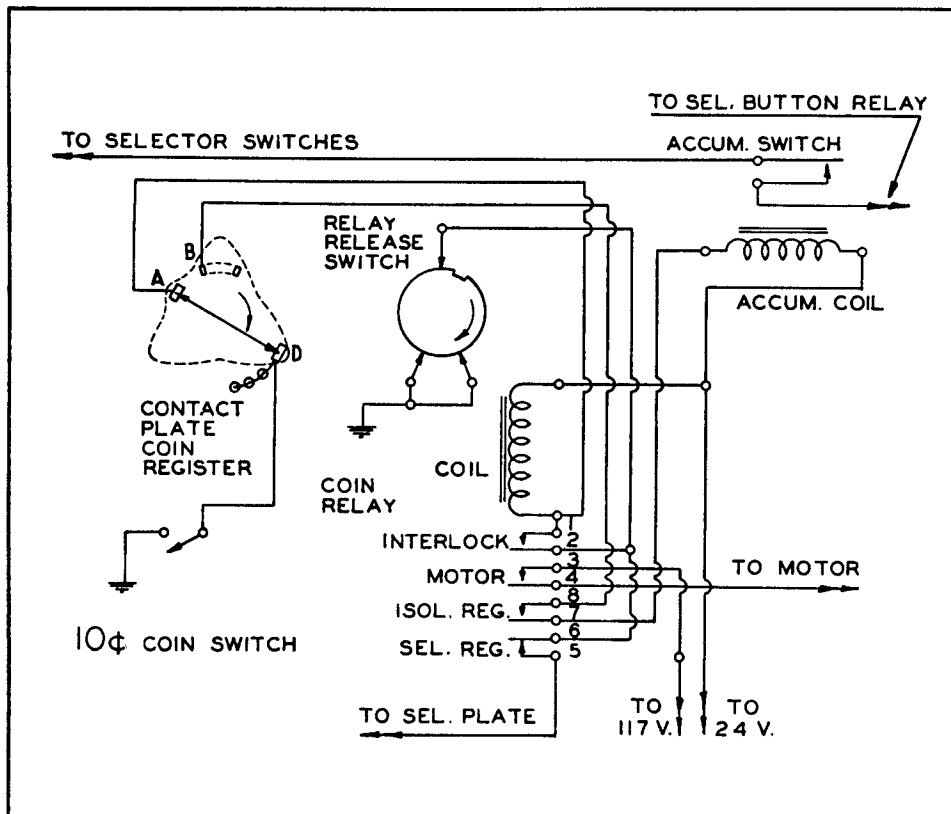 TO SEL. BUTTON RELAY
TO SELECTOR SWITCHES
ACCUM. SWITCH
RELAY
RELEASE
SWITCH
B
A
D
ACCUM. COIL
CONTACT
PLATE
COIN
REGISTER
COIN
RELAY
COIL
1
INTERLOCK 2
3
MOTOR 4
TO MOTOR
8
ISOL. REG. 7
6
SEL. REG. 5
10¢ COIN SWITCH
TO SEL. PLATE
TO
117 V.
TO
24 V.